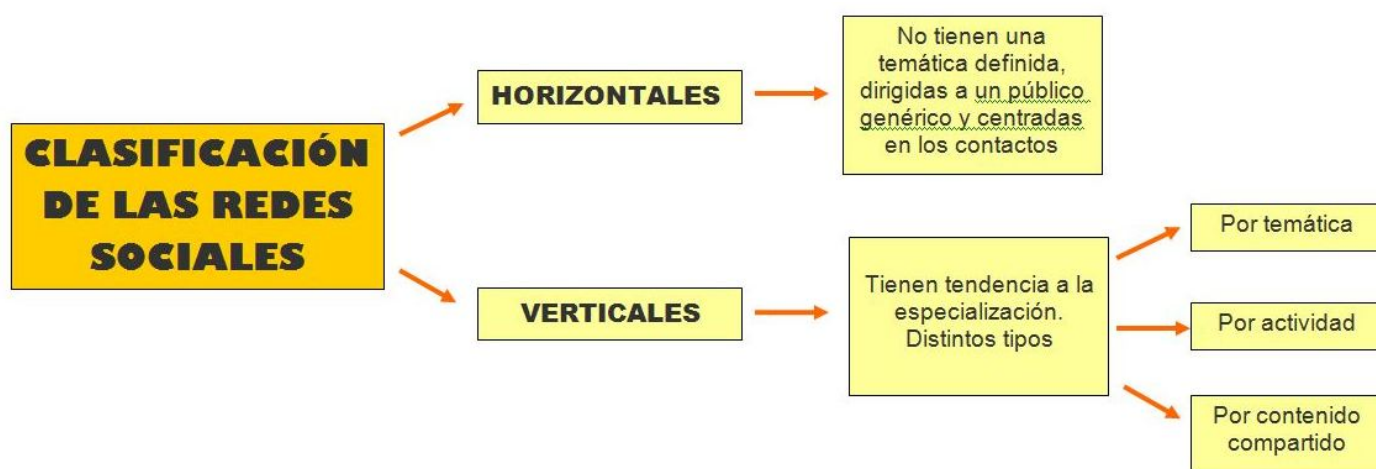 CLASIFICACIÓN
DE LAS REDES
SOCIALES
HORIZONTALES
No tienen una
temática definida,
dirigidas a un público
genérico y centradas
en los contactos
VERTICALES
Tienen tendencia a la
especialización.
Distintos tipos
Por temática
Por actividad
Por contenido
compartido